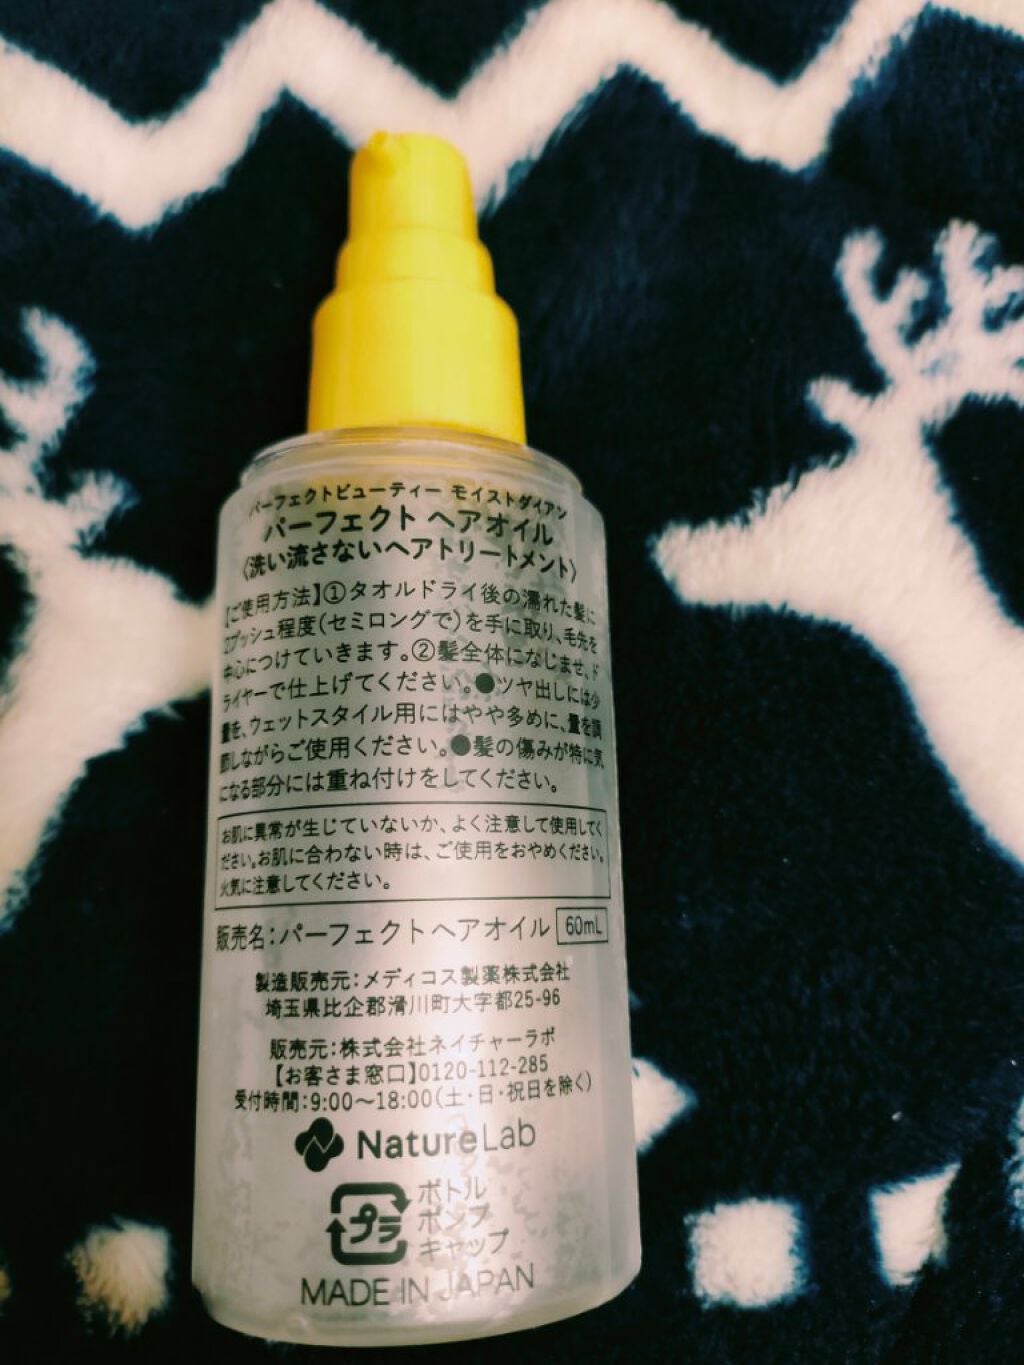 パーフェクトビューティー モイストダイアン
パーフェクト ヘアオイル
〈洗い流さないヘアトリートメント〉
【ご使用方法】①タオルドライ後の濡れた髪に
2プッシュ程度(セミロングで)を手に取り、毛先を
中心につけていきます。②髪全体になじませ、ド
ライヤーで仕上げてください。●ツヤ出しには少
量を、ウェットスタイル用にはやや多めに、量を調
節しながらご使用ください。●髪の傷みが特に気
になる部分には重ね付けをしてください。
お肌に異常が生じていないか、よく注意して使用してく
ださい。お肌に合わない時は、ご使用をおやめください。
火気に注意してください。
販売名:パーフェクト ヘアオイル 60mL
製造販売元:メディコス製薬株式会社
埼玉県比企郡滑川町大字都25-96
販売元:株式会社ネイチャーラボ
【お客さま窓口】0120-112-285
受付時間:9:00~18:00(土・日・祝日を除く)
NatureLab
プラ
ボトル
ポンプ
キャップ
MADE IN JAPAN